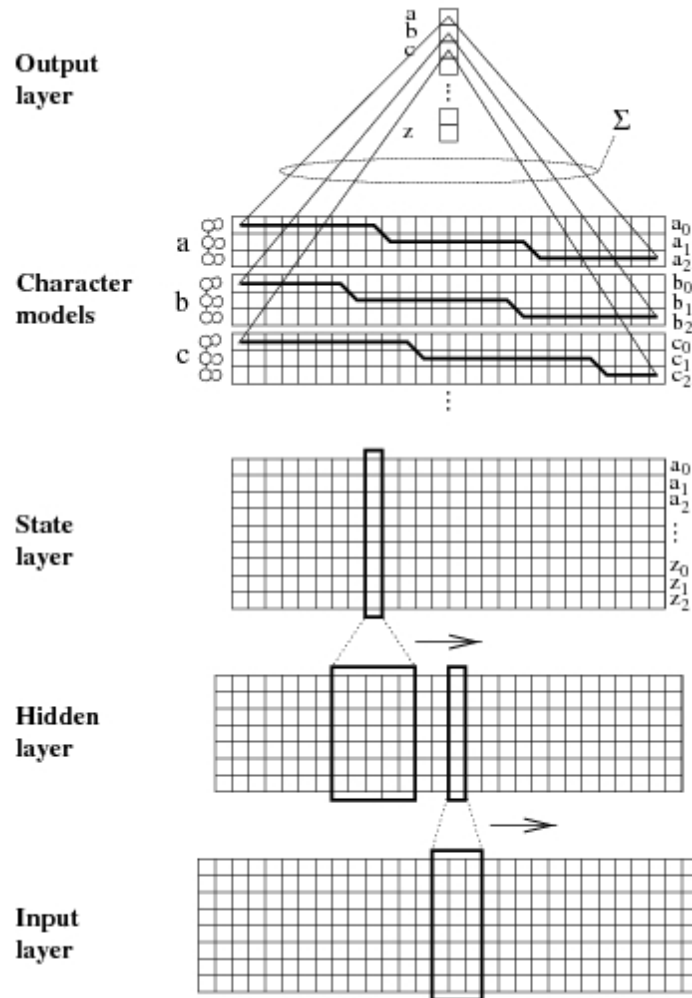 a
b
c
⋮
z
Output
layer
Σ
a
a₀
a₁
a₂
Character
models
b
b₀
b₁
b₂
c
c₀
c₁
c₂
⋮
State
layer
a₀
a₁
a₂
⋮
z₀
z₁
z₂
Hidden
layer
Input
layer